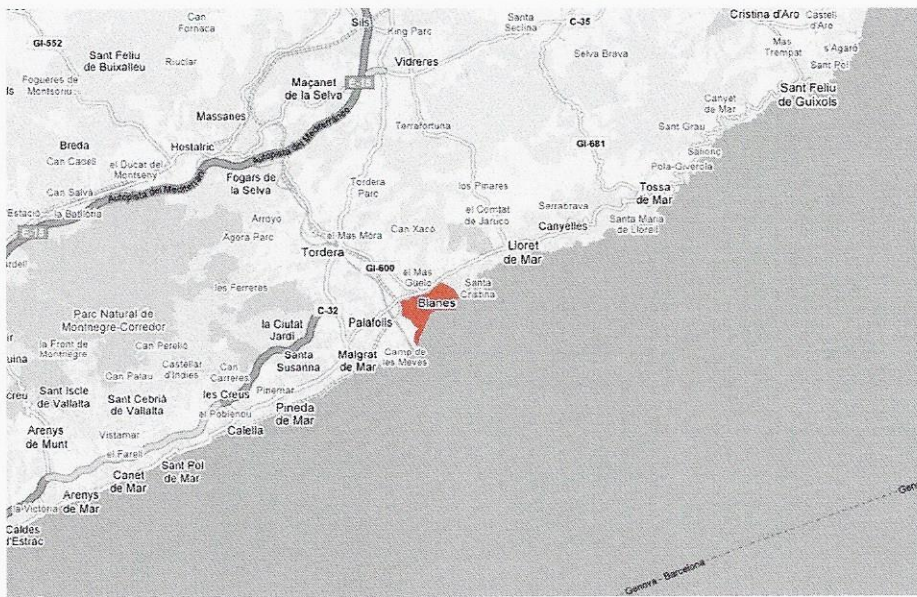 Can
Fornaca
GI-552
Sant Feliu
de Buixalleu
Riuclar
Fogueres de
Montsoriu
Sils
King Parc
Santa
Seclina
C-35
Vidreres
Selva Brava
Cristina d'Aro
Castell
d'Aro
Mas
Trempat
s'Agaró
Sant Pol
Sant Feliu
de Guíxols
Maçanet
de la Selva
Massanes
Terrafortuna
Canyet
de Mar
Sant Grau
Breda
Can Cadell
Hostalric
Autopista del Mediterráneo
GI-681
Salionç
Pola-Giverola
el Ducat del
Montseny
Can Salvà
Fogars de
la Selva
Tordera
Parc
los Pinares
Tossa
de Mar
Estació
la Batllòria
Arroyo
el Comtat
de Jaruco
Serrabrava
Santa Maria
de Llorell
Àgora Parc
el Mas Móra
Can Xacó
Canyelles
Tordera
Lloret
de Mar
GI-600
el Mas
Guelo
Santa
Cristina
les Ferreres
Blanes
C-32
Parc Natural de
Montnegre-Corredor
la Ciutat
Jardí
Palafolls
la Front de
Montnegre
Can Perelló
Santa
Susanna
Malgrat
de Mar
Camp de
les Meves
Can Palau
Castellar
d'Índies
Can
Carreres
Sant Iscle
de Vallalta
Sant Cebrià
de Vallalta
les Creus
Pinemar
el Poblenou
Pineda
de Mar
Calella
Arenys
de Munt
Vistamar
el Farell
Sant Pol
de Mar
Canet
de Mar
Arenys
de Mar
la Victòria
Caldes
d'Estrac
Genova - Barcelona